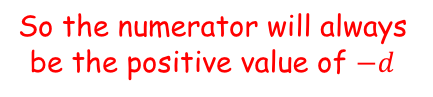 So the numerator will always
be the positive value of −d